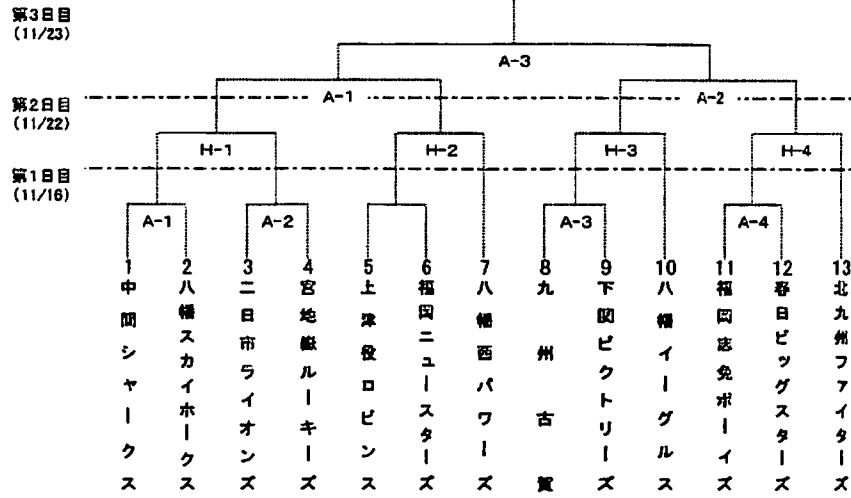 第3日目
(11/23)
A-3
第2日目
(11/22)
A-1
A-2
H-1
H-2
H-3
H-4
第1日目
(11/16)
A-1
A-2
A-3
A-4
1 中間シャークス
2 八幡スカイホークス
3 二日市ライオンズ
4 宮地嶽ルーキーズ
5 上津役ロビンス
6 福岡ニュースターズ
7 八幡西パワーズ
8 九州古賀
9 下関ビクトリーズ
10 八幡イーグルス
11 福岡志免ボーイズ
12 春日ビッグスターズ
13 北九州ファイターズ